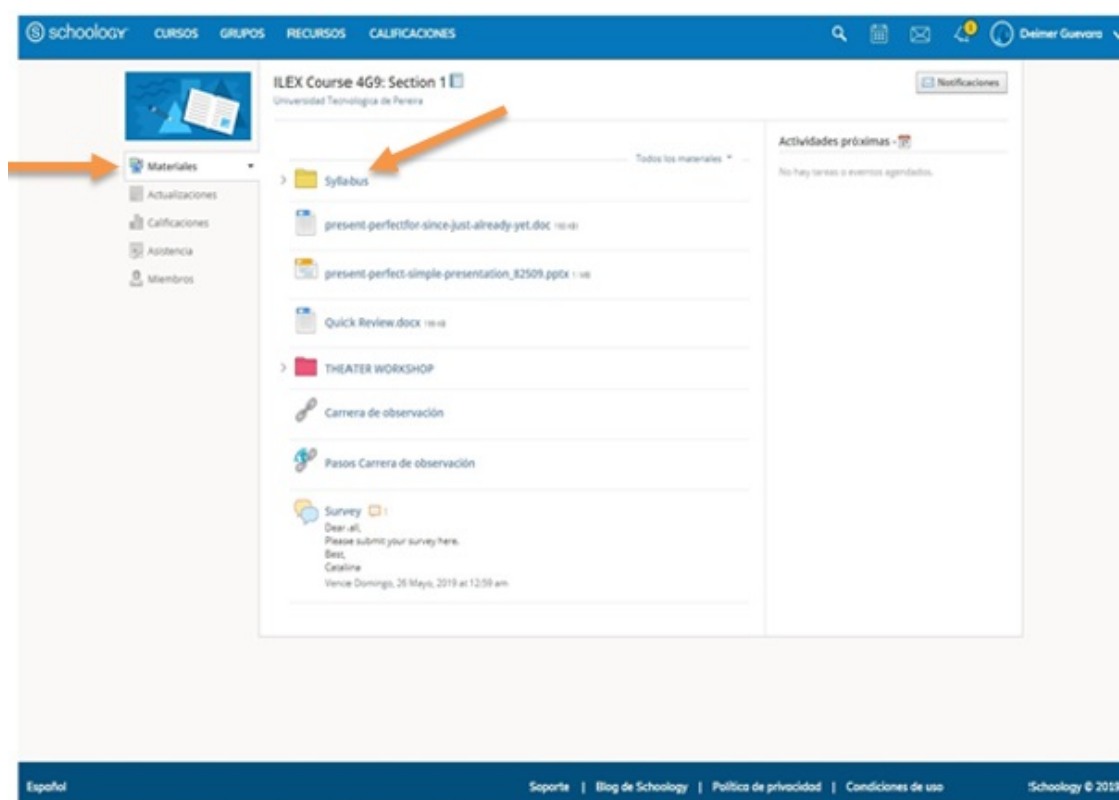 schoology CURSOS GRUPOS RECURSOS CALIFICACIONES Deimer Guevara
ILEX Course 4G9: Section 1
Universidad Tecnologica de Pereira
Notificaciones
Materiales
Actualizaciones
Calificaciones
Asistencia
Miembros
Todos los materiales
Syllabus
present-perfectfor-since-just-already-yet.doc
present-perfect-simple-presentation_82509.pptx 1 MB
Quick Review.docx
THEATER WORKSHOP
Carrera de observación
Pasos Carrera de observación
Survey 1
Dear all,
Please submit your survey here.
Best,
Catalina
Vence Domingo, 26 Mayo, 2019 at 12:59 am
Actividades próximas -
No hay tareas o eventos agendados.
Español
Soporte | Blog de Schoology | Política de privacidad | Condiciones de uso
Schoology © 2019